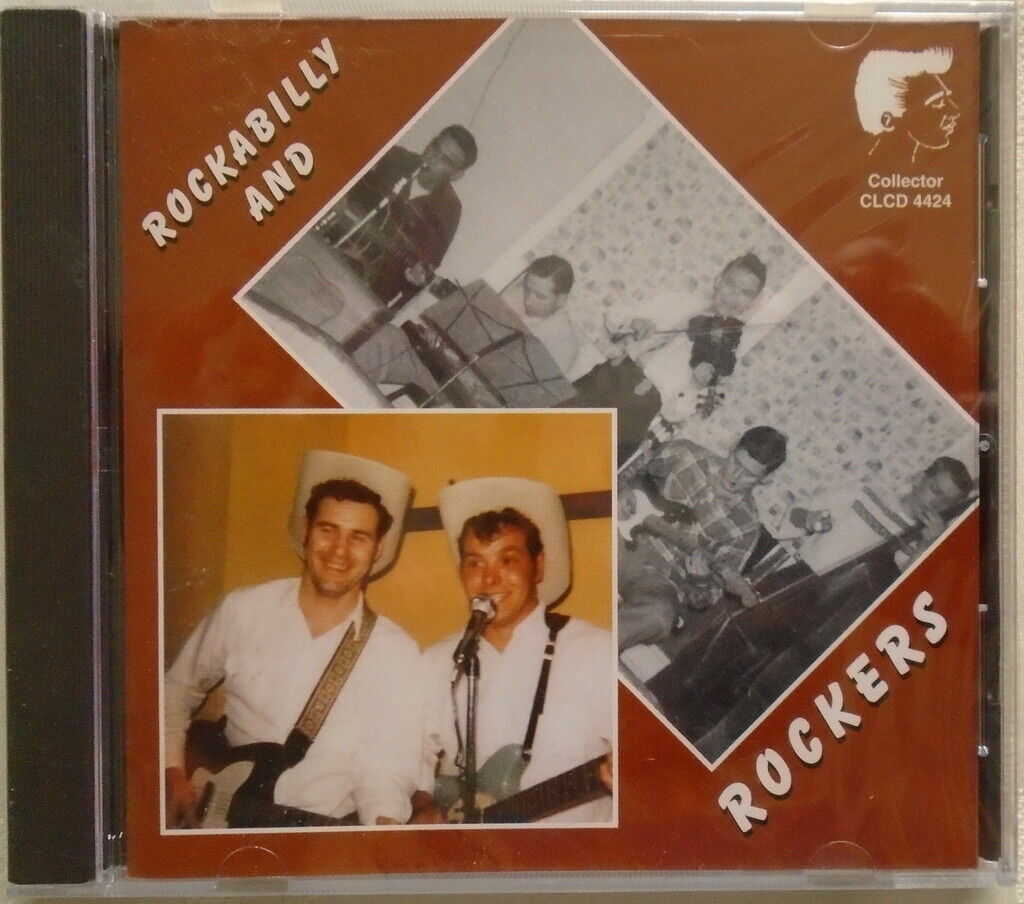 ROCKABILLY
AND
Collector
CLCD 4424
ROCKERS